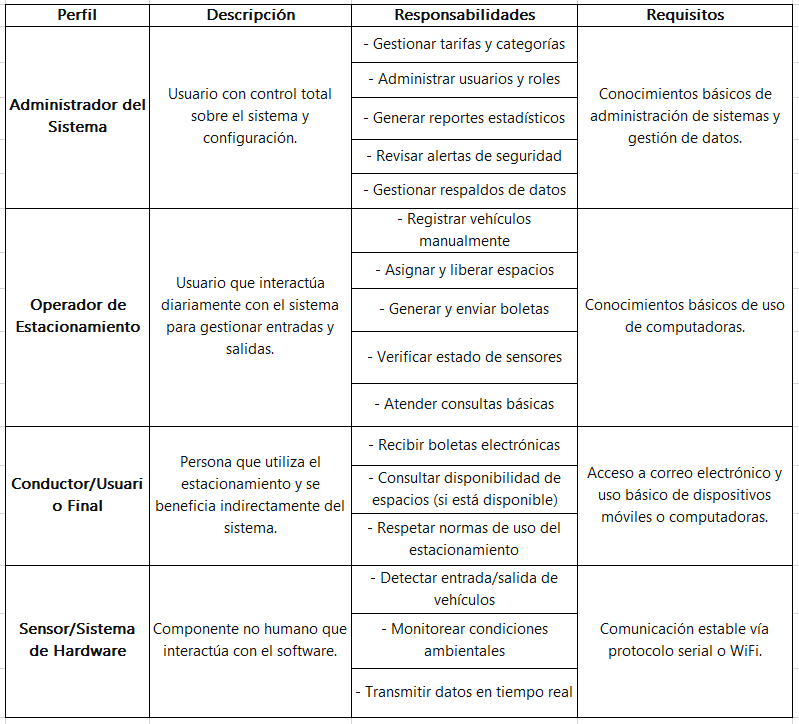 Perfil
Descripción
Responsabilidades
Requisitos
Administrador del
Sistema
Usuario con control total
sobre el sistema y
configuración.
- Gestionar tarifas y categorías
- Administrar usuarios y roles
- Generar reportes estadísticos
- Revisar alertas de seguridad
- Gestionar respaldos de datos
Conocimientos básicos de
administración de sistemas y
gestión de datos.
Operador de
Estacionamiento
Usuario que interactúa
diariamente con el sistema
para gestionar entradas y
salidas.
- Registrar vehículos
manualmente
- Asignar y liberar espacios
- Generar y enviar boletas
- Verificar estado de sensores
- Atender consultas básicas
Conocimientos básicos de uso
de computadoras.
Conductor/Usuari
o Final
Persona que utiliza el
estacionamiento y se
beneficia indirectamente del
sistema.
- Recibir boletas electrónicas
- Consultar disponibilidad de
espacios (si está disponible)
- Respetar normas de uso del
estacionamiento
Acceso a correo electrónico y
uso básico de dispositivos
móviles o computadoras.
Sensor/Sistema
de Hardware
Componente no humano que
interactúa con el software.
- Detectar entrada/salida de
vehículos
- Monitorear condiciones
ambientales
- Transmitir datos en tiempo real
Comunicación estable vía
protocolo serial o WiFi.